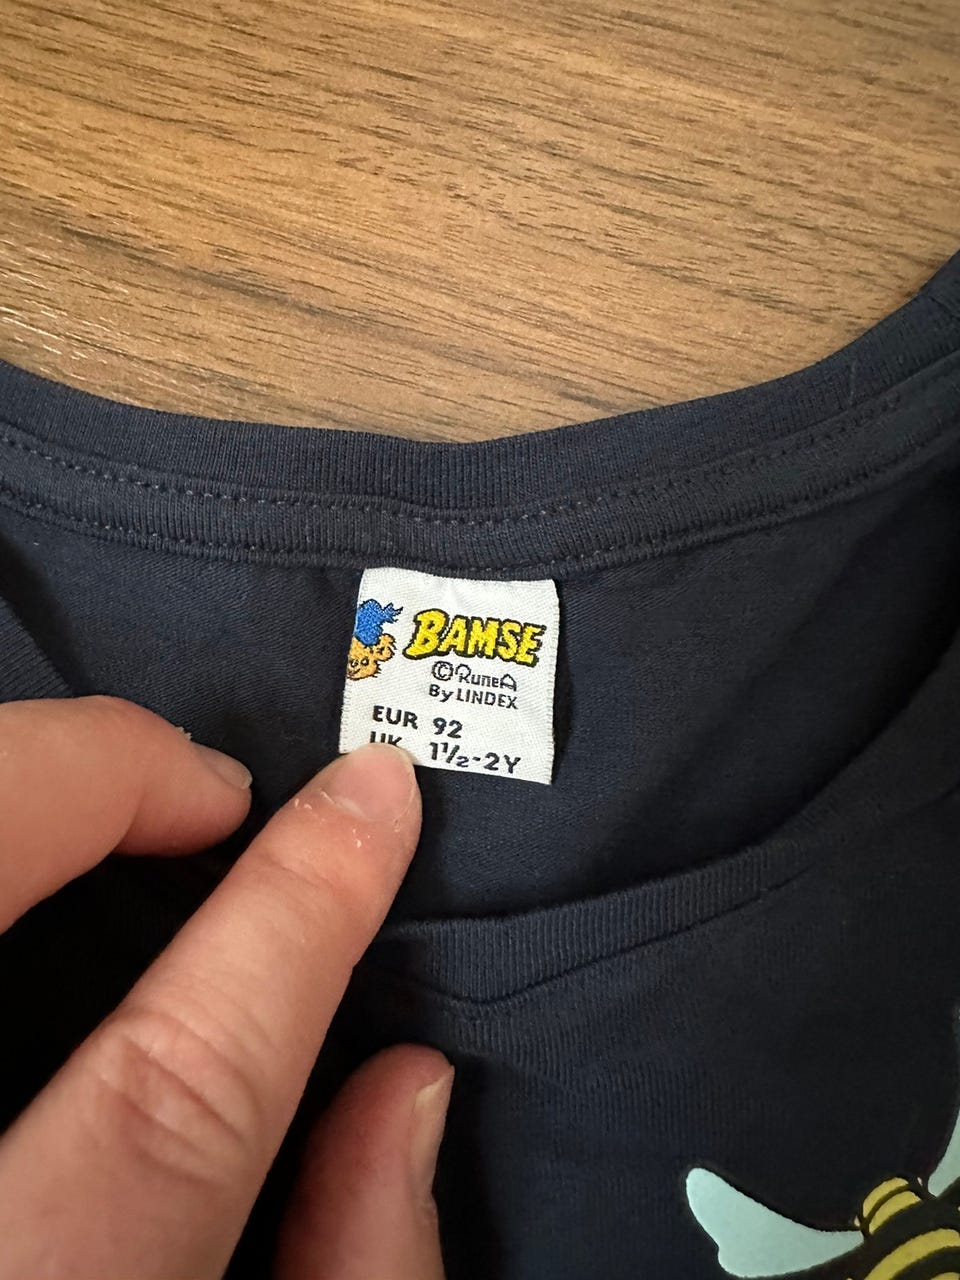 BAMSE
©RuneA
By LINDEX
EUR 92
UK 1½-2Y